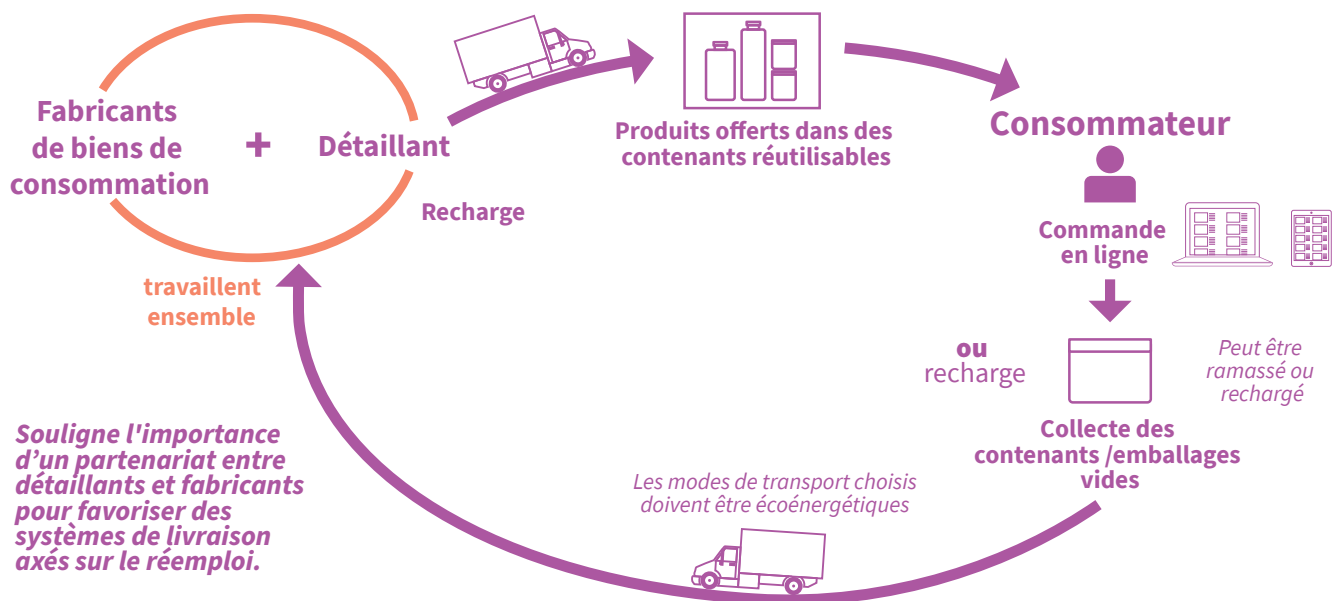 Fabricants
de biens de
consommation
+
Détaillant
Recharge
travaillent
ensemble
Produits offerts dans des
contenants réutilisables
Consommateur
Commande
en ligne
ou
recharge
Peut être
ramassé ou
rechargé
Collecte des
contenants /emballages
vides
Les modes de transport choisis
doivent être écoénergétiques
Souligne l'importance
d’un partenariat entre
détaillants et fabricants
pour favoriser des
systèmes de livraison
axés sur le réemploi.